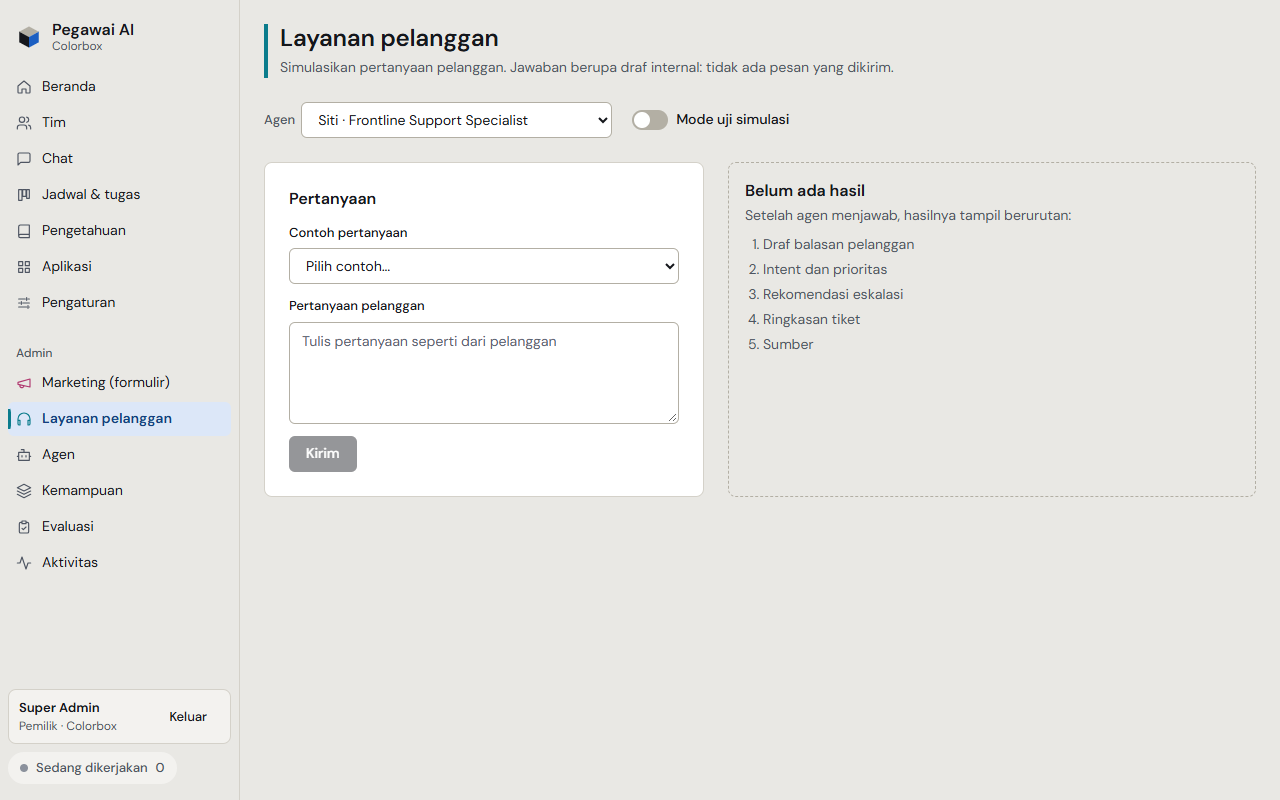 Pegawai AI
Colorbox
Beranda
Tim
Chat
Jadwal & tugas
Pengetahuan
Aplikasi
Pengaturan
Admin
Marketing (formulir)
Layanan pelanggan
Agen
Kemampuan
Evaluasi
Aktivitas
Super Admin
Pemilik · Colorbox
Keluar
Sedang dikerjakan 0
Layanan pelanggan
Simulasikan pertanyaan pelanggan. Jawaban berupa draf internal: tidak ada pesan yang dikirim.
Agen
Siti · Frontline Support Specialist
Mode uji simulasi
Pertanyaan
Contoh pertanyaan
Pilih contoh...
Pertanyaan pelanggan
Tulis pertanyaan seperti dari pelanggan
Kirim
Belum ada hasil
Setelah agen menjawab, hasilnya tampil berurutan:
1. Draf balasan pelanggan
2. Intent dan prioritas
3. Rekomendasi eskalasi
4. Ringkasan tiket
5. Sumber